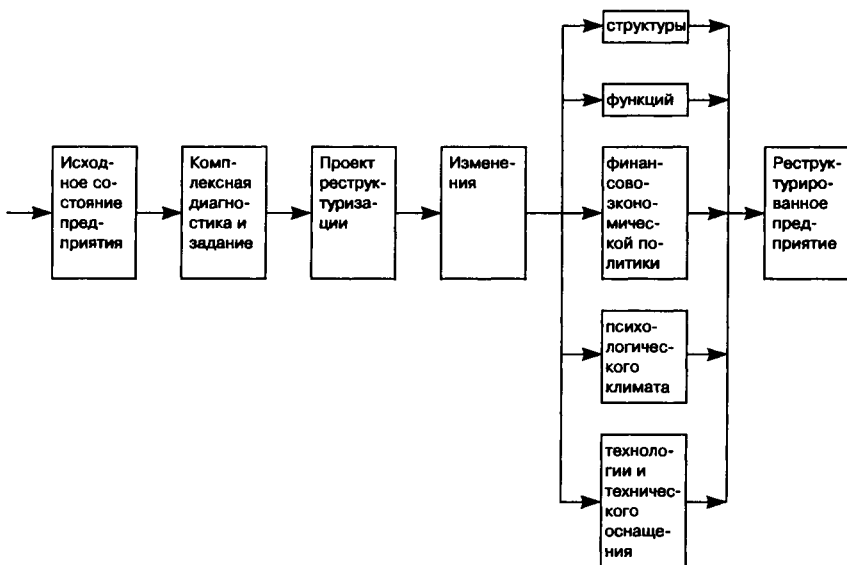 Исход-
ное со-
стояние
пред-
приятия
Комп-
лексная
диагно-
стика и
задание
Проект
реструк-
туриза-
ции
Измене-
ния
структуры
функций
финан-
сово-
эконо-
мичес-
кой по-
литики
психо-
логичес-
кого
климата
техноло-
гии и
техничес-
кого
оснаще-
ния
Рестру-
ктуриро-
ванное
пред-
приятие